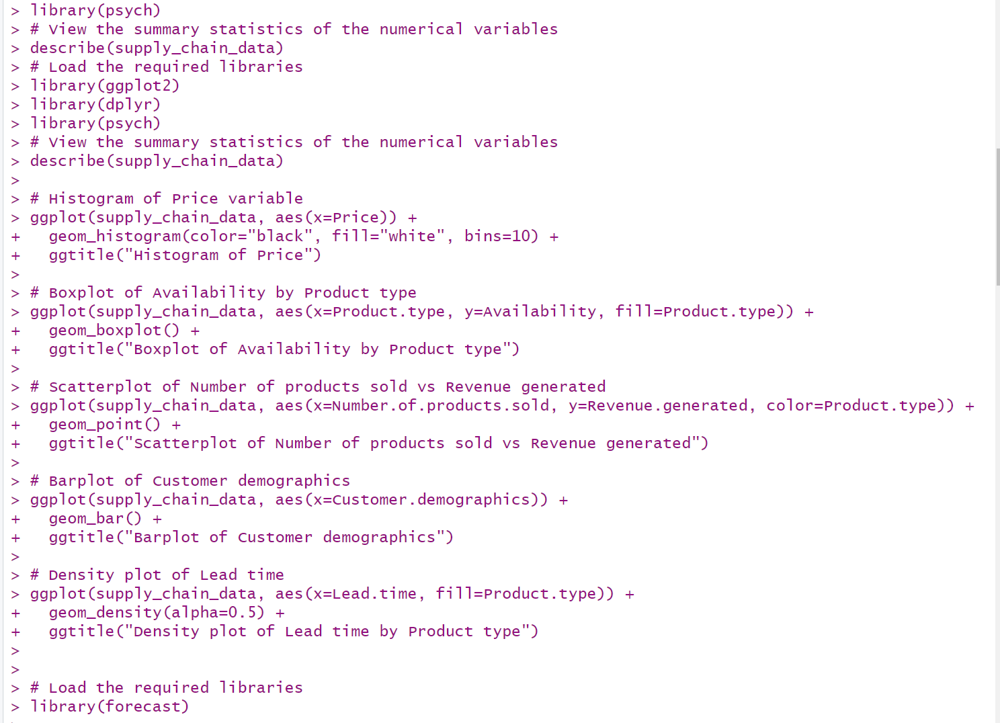 > library(psych)
> # View the summary statistics of the numerical variables
> describe(supply_chain_data)
> # Load the required libraries
> library(ggplot2)
> library(dplyr)
> library(psych)
> # View the summary statistics of the numerical variables
> describe(supply_chain_data)
>
> # Histogram of Price variable
> ggplot(supply_chain_data, aes(x=Price)) +
+   geom_histogram(color="black", fill="white", bins=10) +
+   ggtitle("Histogram of Price")
>
> # Boxplot of Availability by Product type
> ggplot(supply_chain_data, aes(x=Product.type, y=Availability, fill=Product.type)) +
+   geom_boxplot() +
+   ggtitle("Boxplot of Availability by Product type")
>
> # Scatterplot of Number of products sold vs Revenue generated
> ggplot(supply_chain_data, aes(x=Number.of.products.sold, y=Revenue.generated, color=Product.type)) +
+   geom_point() +
+   ggtitle("Scatterplot of Number of products sold vs Revenue generated")
>
> # Barplot of Customer demographics
> ggplot(supply_chain_data, aes(x=Customer.demographics)) +
+   geom_bar() +
+   ggtitle("Barplot of Customer demographics")
>
> # Density plot of Lead time
> ggplot(supply_chain_data, aes(x=Lead.time, fill=Product.type)) +
+   geom_density(alpha=0.5) +
+   ggtitle("Density plot of Lead time by Product type")
>
>
> # Load the required libraries
> library(forecast)